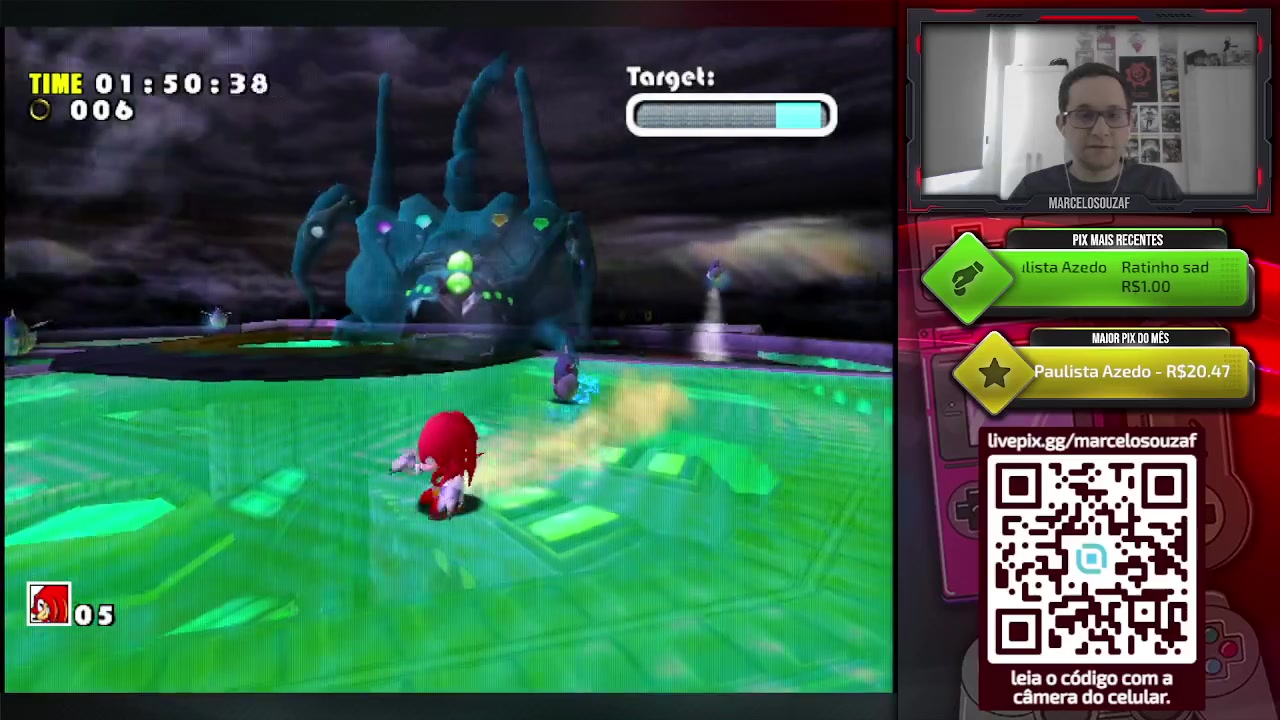 TIME 01:50:38
006
Target:
05
MARCELOSOUZAF
PIX MAIS RECENTES
lista Azedo Ratinho sad
R$1.00
MAIOR PIX DO MÊS
Paulista Azedo - R$20.47
livepix.gg/marcelosouzaf
leia o código com a
câmera do celular.